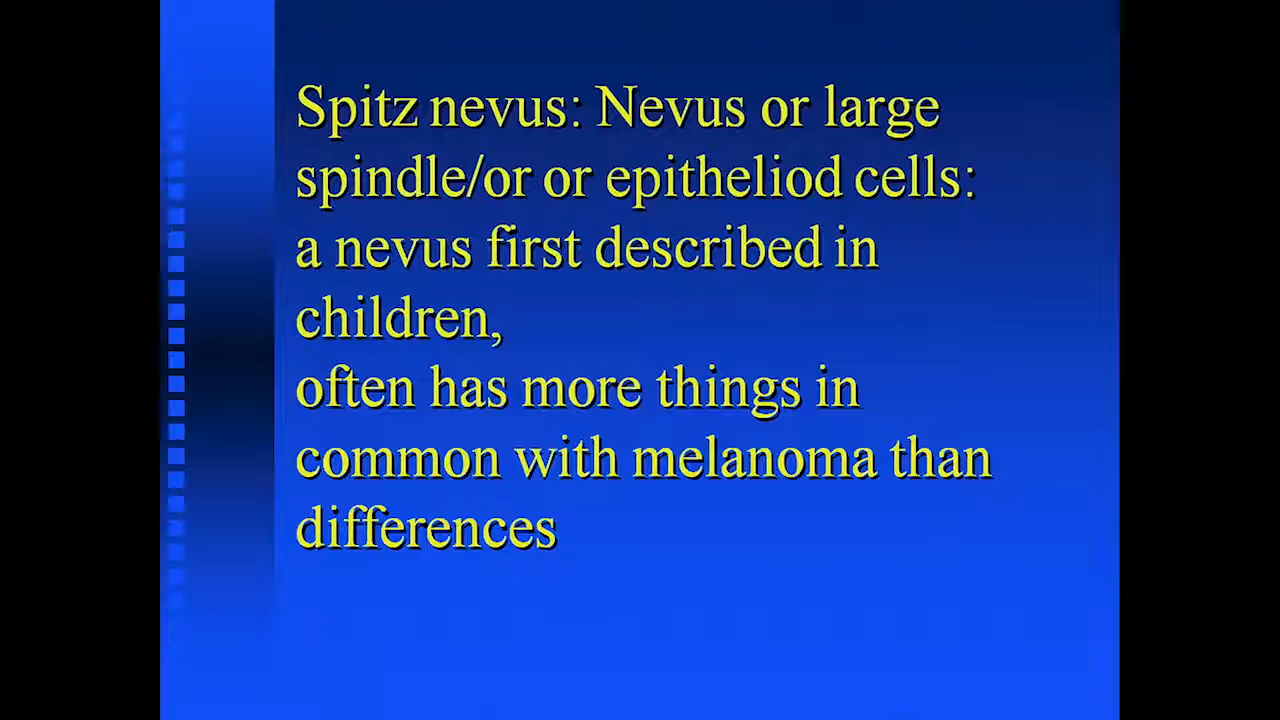 Spitz nevus: Nevus or large
spindle/or or epitheliod cells:
a nevus first described in
children,
often has more things in
common with melanoma than
differences